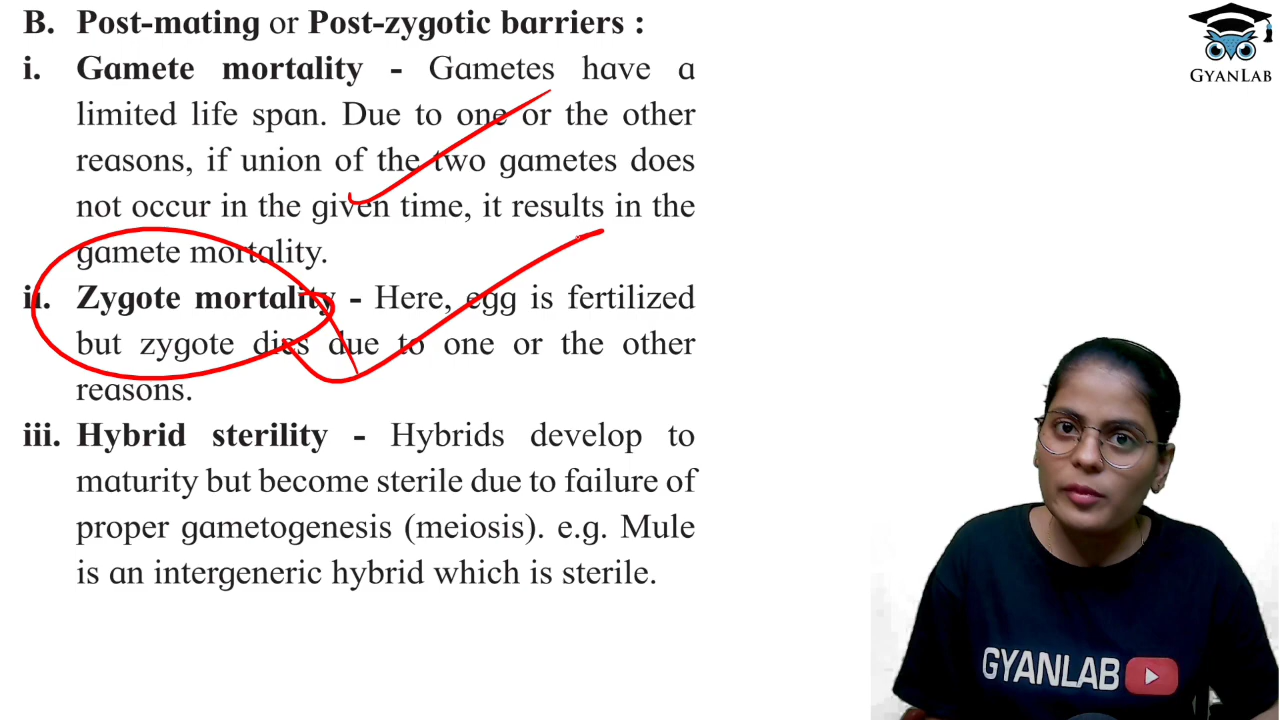 B. Post-mating or Post-zygotic barriers :
i. Gamete mortality - Gametes have a
limited life span. Due to one or the other
reasons, if union of the two gametes does
not occur in the given time, it results in the
gamete mortality.
ii. Zygote mortality - Here, egg is fertilized
but zygote dies due to one or the other
reasons.
iii. Hybrid sterility - Hybrids develop to
maturity but become sterile due to failure of
proper gametogenesis (meiosis). e.g. Mule
is an intergeneric hybrid which is sterile.
GYANLAB
GYANLAB